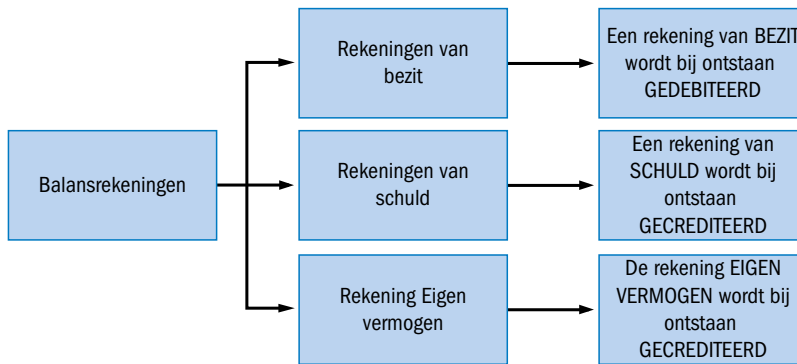 Balansrekeningen
Rekeningen van
bezit
Een rekening van BEZIT
wordt bij ontstaan
GEDEBITEERD
Rekeningen van
schuld
Een rekening van
SCHULD wordt bij
ontstaan
GECREDITEERD
Rekening Eigen
vermogen
De rekening EIGEN
VERMOGEN wordt bij
ontstaan
GECREDITEERD